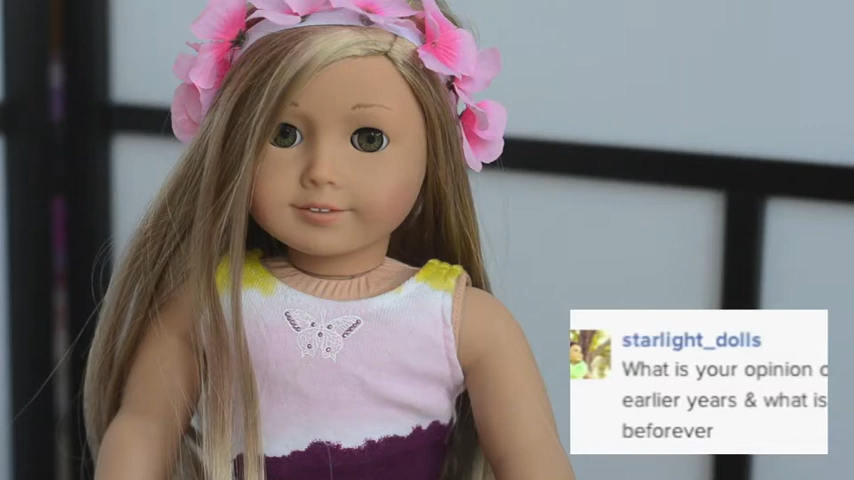 starlight_dolls
What is your opinion
earlier years & what is
beforever